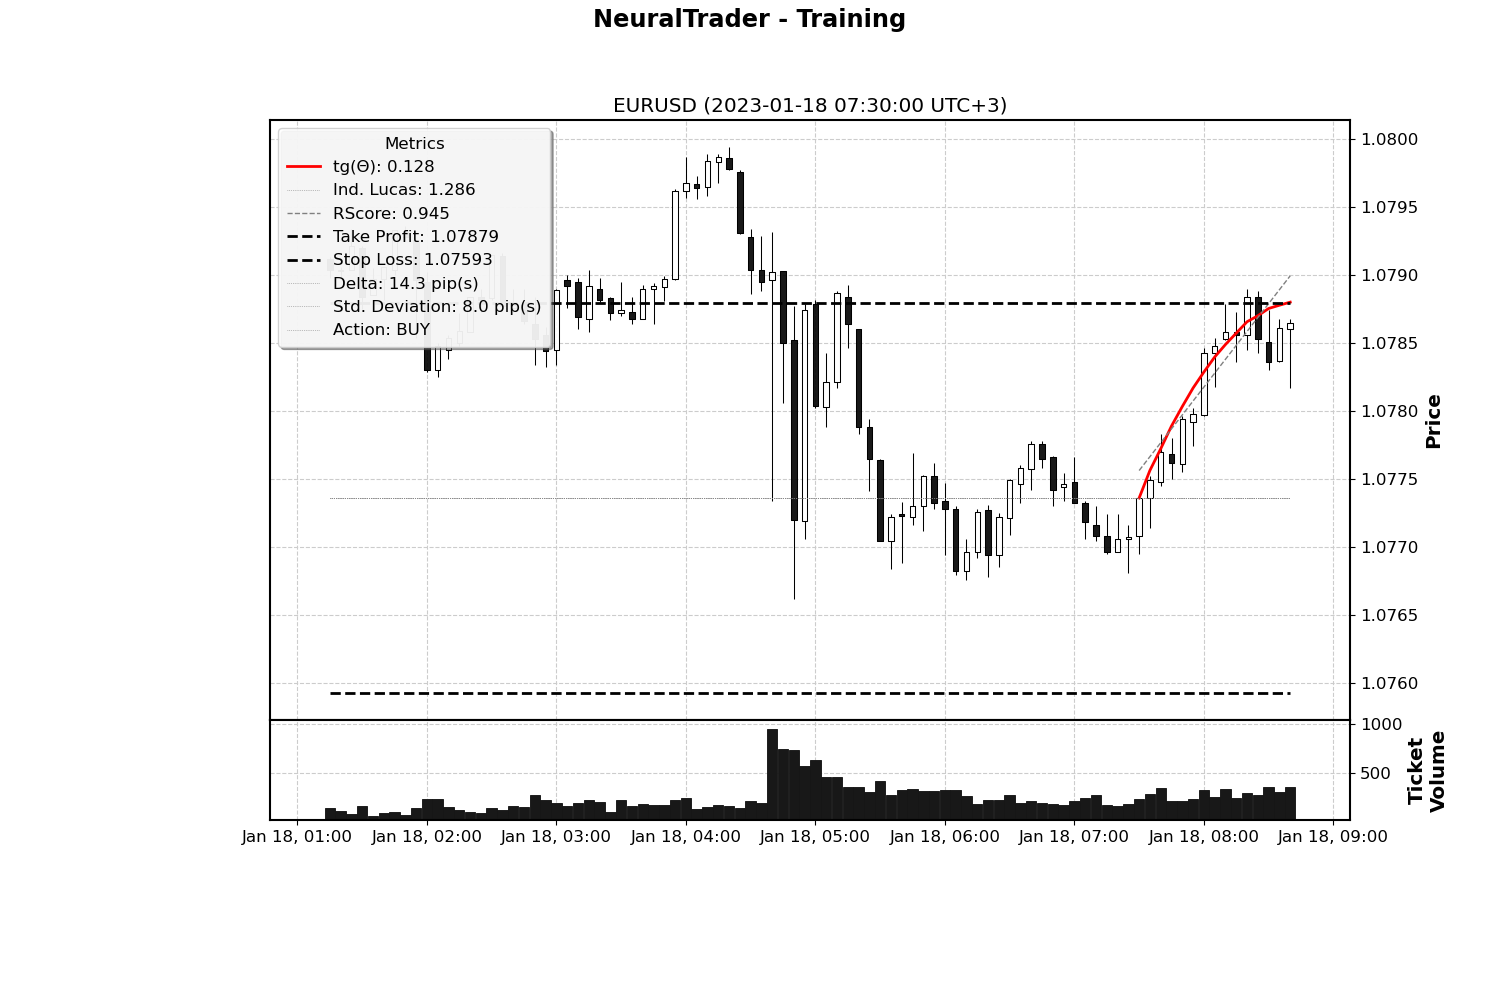 NeuralTrader - Training
EURUSD (2023-01-18 07:30:00 UTC+3)
Metrics
tg(Θ): 0.128
Ind. Lucas: 1.286
RScore: 0.945
Take Profit: 1.07879
Stop Loss: 1.07593
Delta: 14.3 pip(s)
Std. Deviation: 8.0 pip(s)
Action: BUY
1.0800
1.0795
1.0790
1.0785
1.0780
1.0775
1.0770
1.0765
1.0760
Price
1000
500
Ticket
Volume
Jan 18, 01:00
Jan 18, 02:00
Jan 18, 03:00
Jan 18, 04:00
Jan 18, 05:00
Jan 18, 06:00
Jan 18, 07:00
Jan 18, 08:00
Jan 18, 09:00